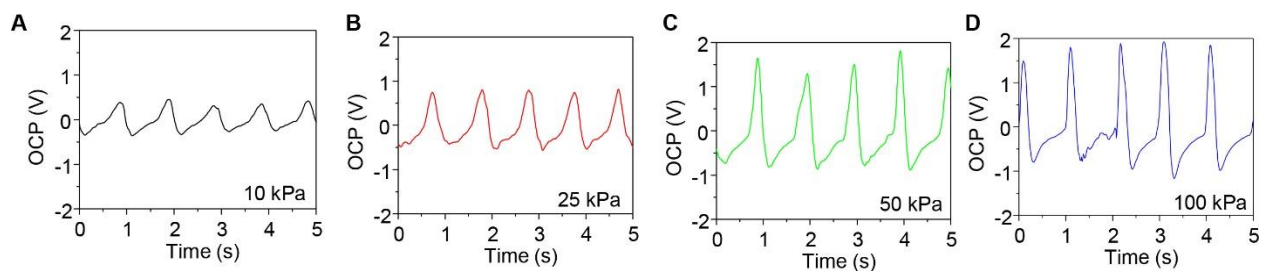 A
OCP (V)
2
1
0
-1
-2
10 kPa
0 1 2 3 4 5
Time (s)
B
OCP (V)
2
1
0
-1
-2
25 kPa
0 1 2 3 4 5
Time (s)
C
OCP (V)
2
1
0
-1
-2
50 kPa
0 1 2 3 4 5
Time (s)
D
OCP (V)
2
1
0
-1
-2
100 kPa
0 1 2 3 4 5
Time (s)